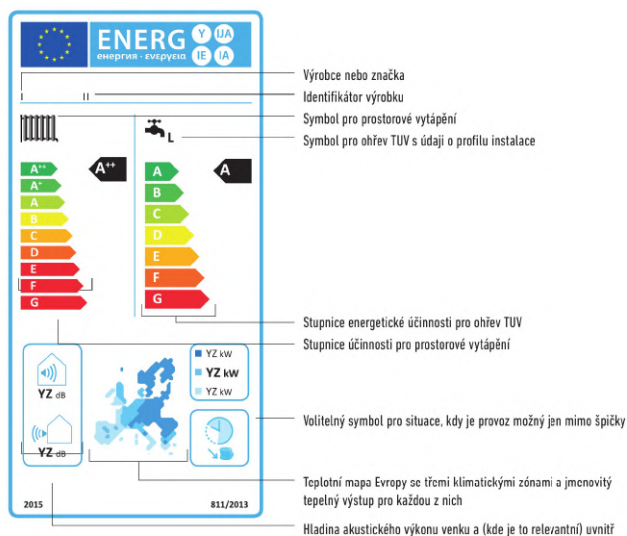 ENERG
енергия · ενεργεια
Y IJA
IE IA
Výrobce nebo značka
I
II
Identifikátor výrobku
Symbol pro prostorové vytápění
L
Symbol pro ohřev TUV s údaji o profilu instalace
A++
A+
A
B
C
D
E
F
G
A++
A
B
C
D
E
F
G
A
Stupnice energetické účinnosti pro ohřev TUV
Stupnice účinnosti pro prostorové vytápění
YZ dB
YZ dB
YZ kW
YZ kW
YZ kW
Volitelný symbol pro situace, kdy je provoz možný jen mimo špičky
Teplotní mapa Evropy se třemi klimatickými zónami a jmenovitý
tepelný výstup pro každou z nich
2015
811/2013
Hladina akustického výkonu venku a (kde je to relevantní) uvnitř